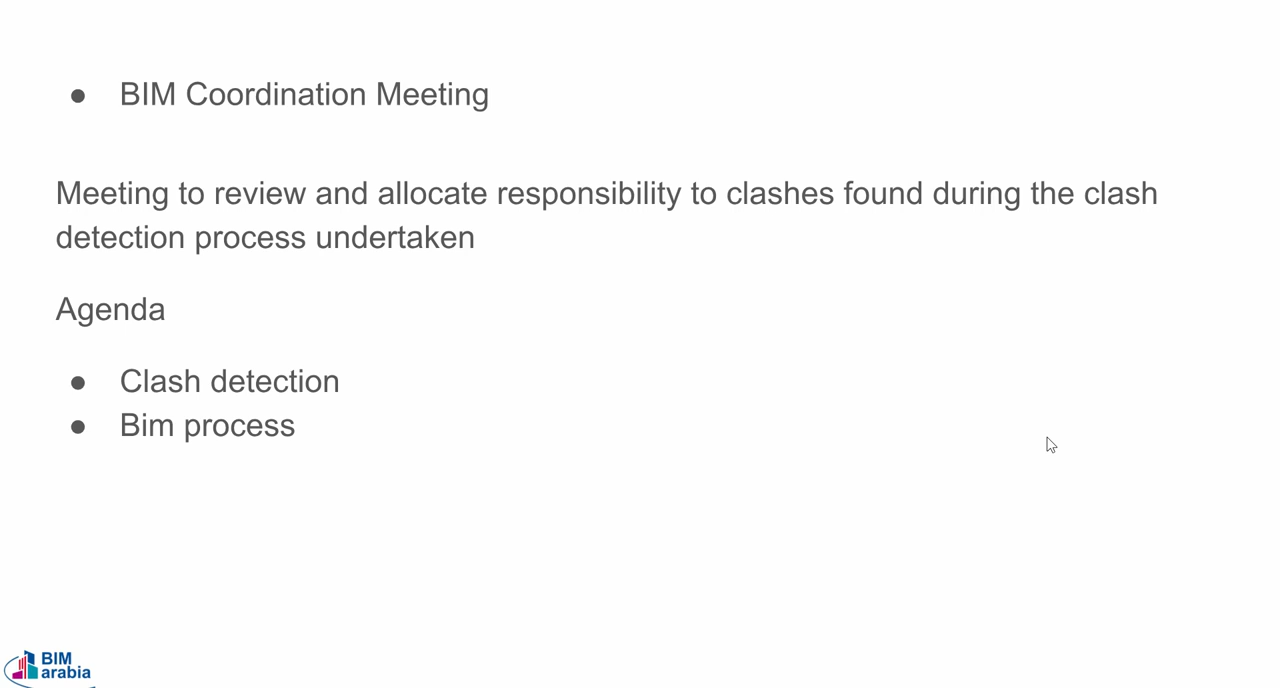 ● BIM Coordination Meeting
Meeting to review and allocate responsibility to clashes found during the clash
detection process undertaken
Agenda
● Clash detection
● Bim process
BIM
arabia